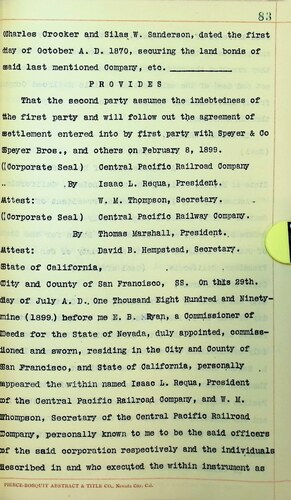 83
Charles Crocker and Silas W. Sanderson, dated the first
day of October A. D. 1870, securing the land bonds of
said last mentioned Company, etc.
P R O V I D E S
That the second party assumes the indebtedness of
the first party and will follow out the agreement of
settlement entered into by first party with Speyer & Co
Speyer Bros., and others on February 8, 1899.
(Corporate Seal) Central Pacific Railroad Company
.. By Isaac L. Requa, President.
Attest: W. M. Thompson, Secretary.
(Corporate Seal) Central Pacific Railway Company.
By Thomas Marshall, President.
Attest: David B. Hempstead, Secretary.
State of California,
City and County of San Francisco, SS. On this 29th.
day of July A. D. One Thousand Eight Hundred and Ninety-
nine (1899.) before me E. B. Ryan, a Commissioner of
Deeds for the State of Nevada, duly appointed, commiss-
ioned and sworn, residing in the City and County of
San Francisco, and State of California, personally
appeared the within named Isaac L. Requa, President
of the Central Pacific Railroad Company, and W. M.
Thompson, Secretary of the Central Pacific Railroad
Company, personally known to me to be the said officers
of the said corporation respectively and the individuals
described in and who executed the within instrument as
PIERCE-BOSQUIT ABSTRACT & TITLE CO., Nevada City, Cal.